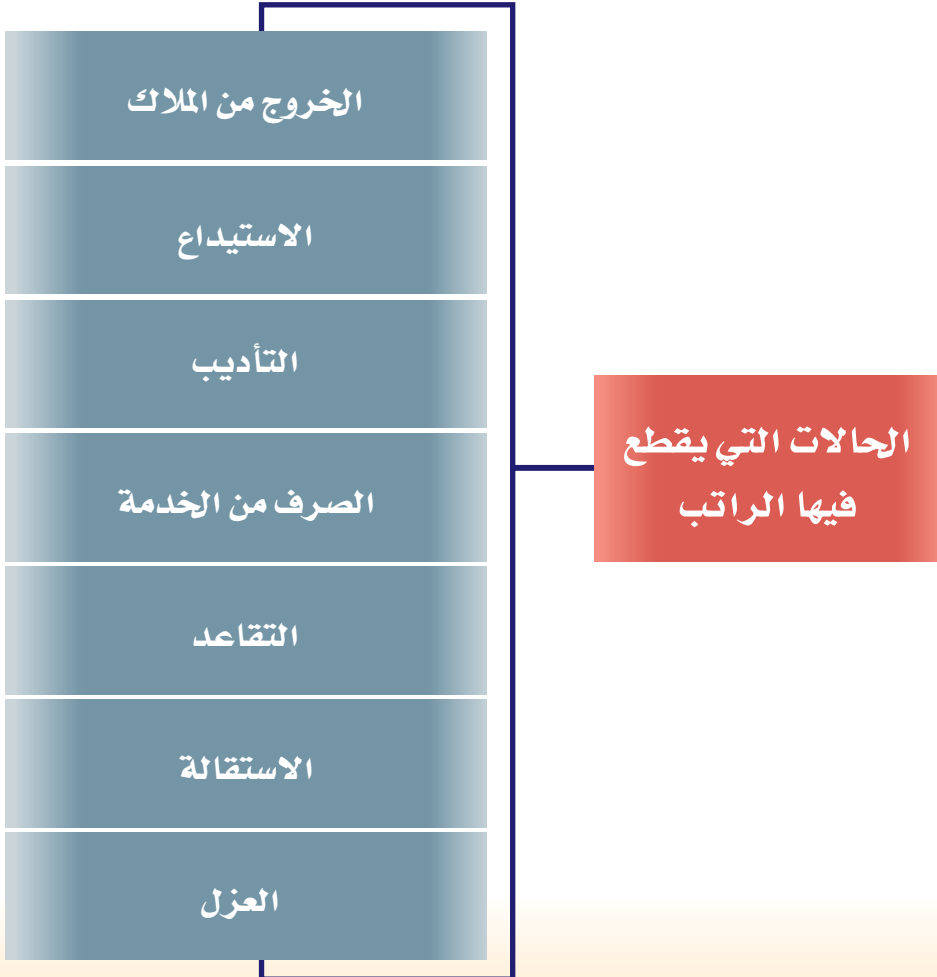 الحالات التي يقطع
فيها الراتب
الخروج من الملاك
الاستيداع
التأديب
الصرف من الخدمة
التقاعد
الاستقالة
العزل